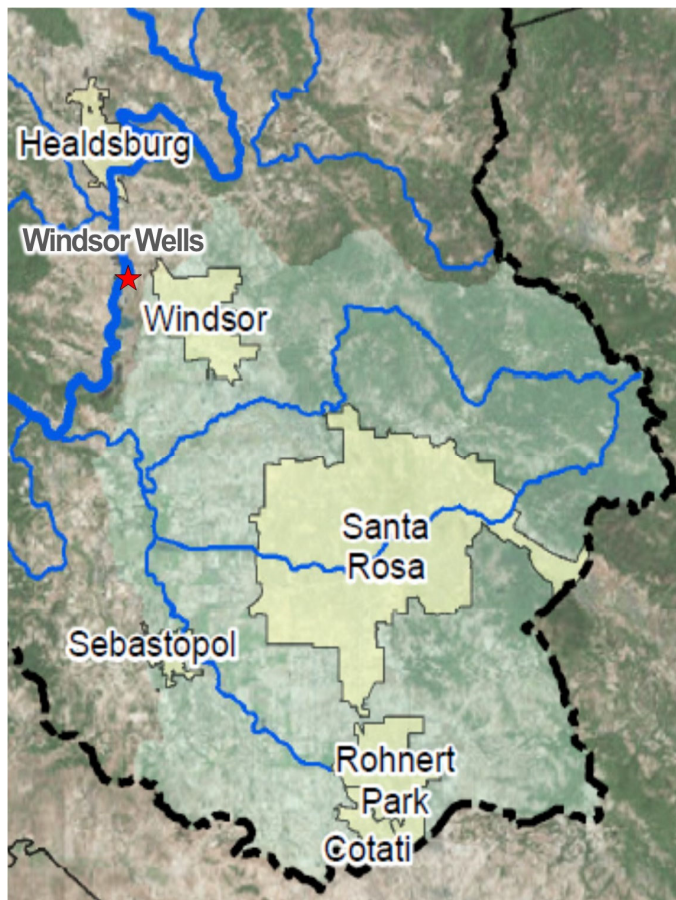 Healdsburg
Windsor Wells
Windsor
Santa
Rosa
Sebastopol
Rohnert
Park
Cotati